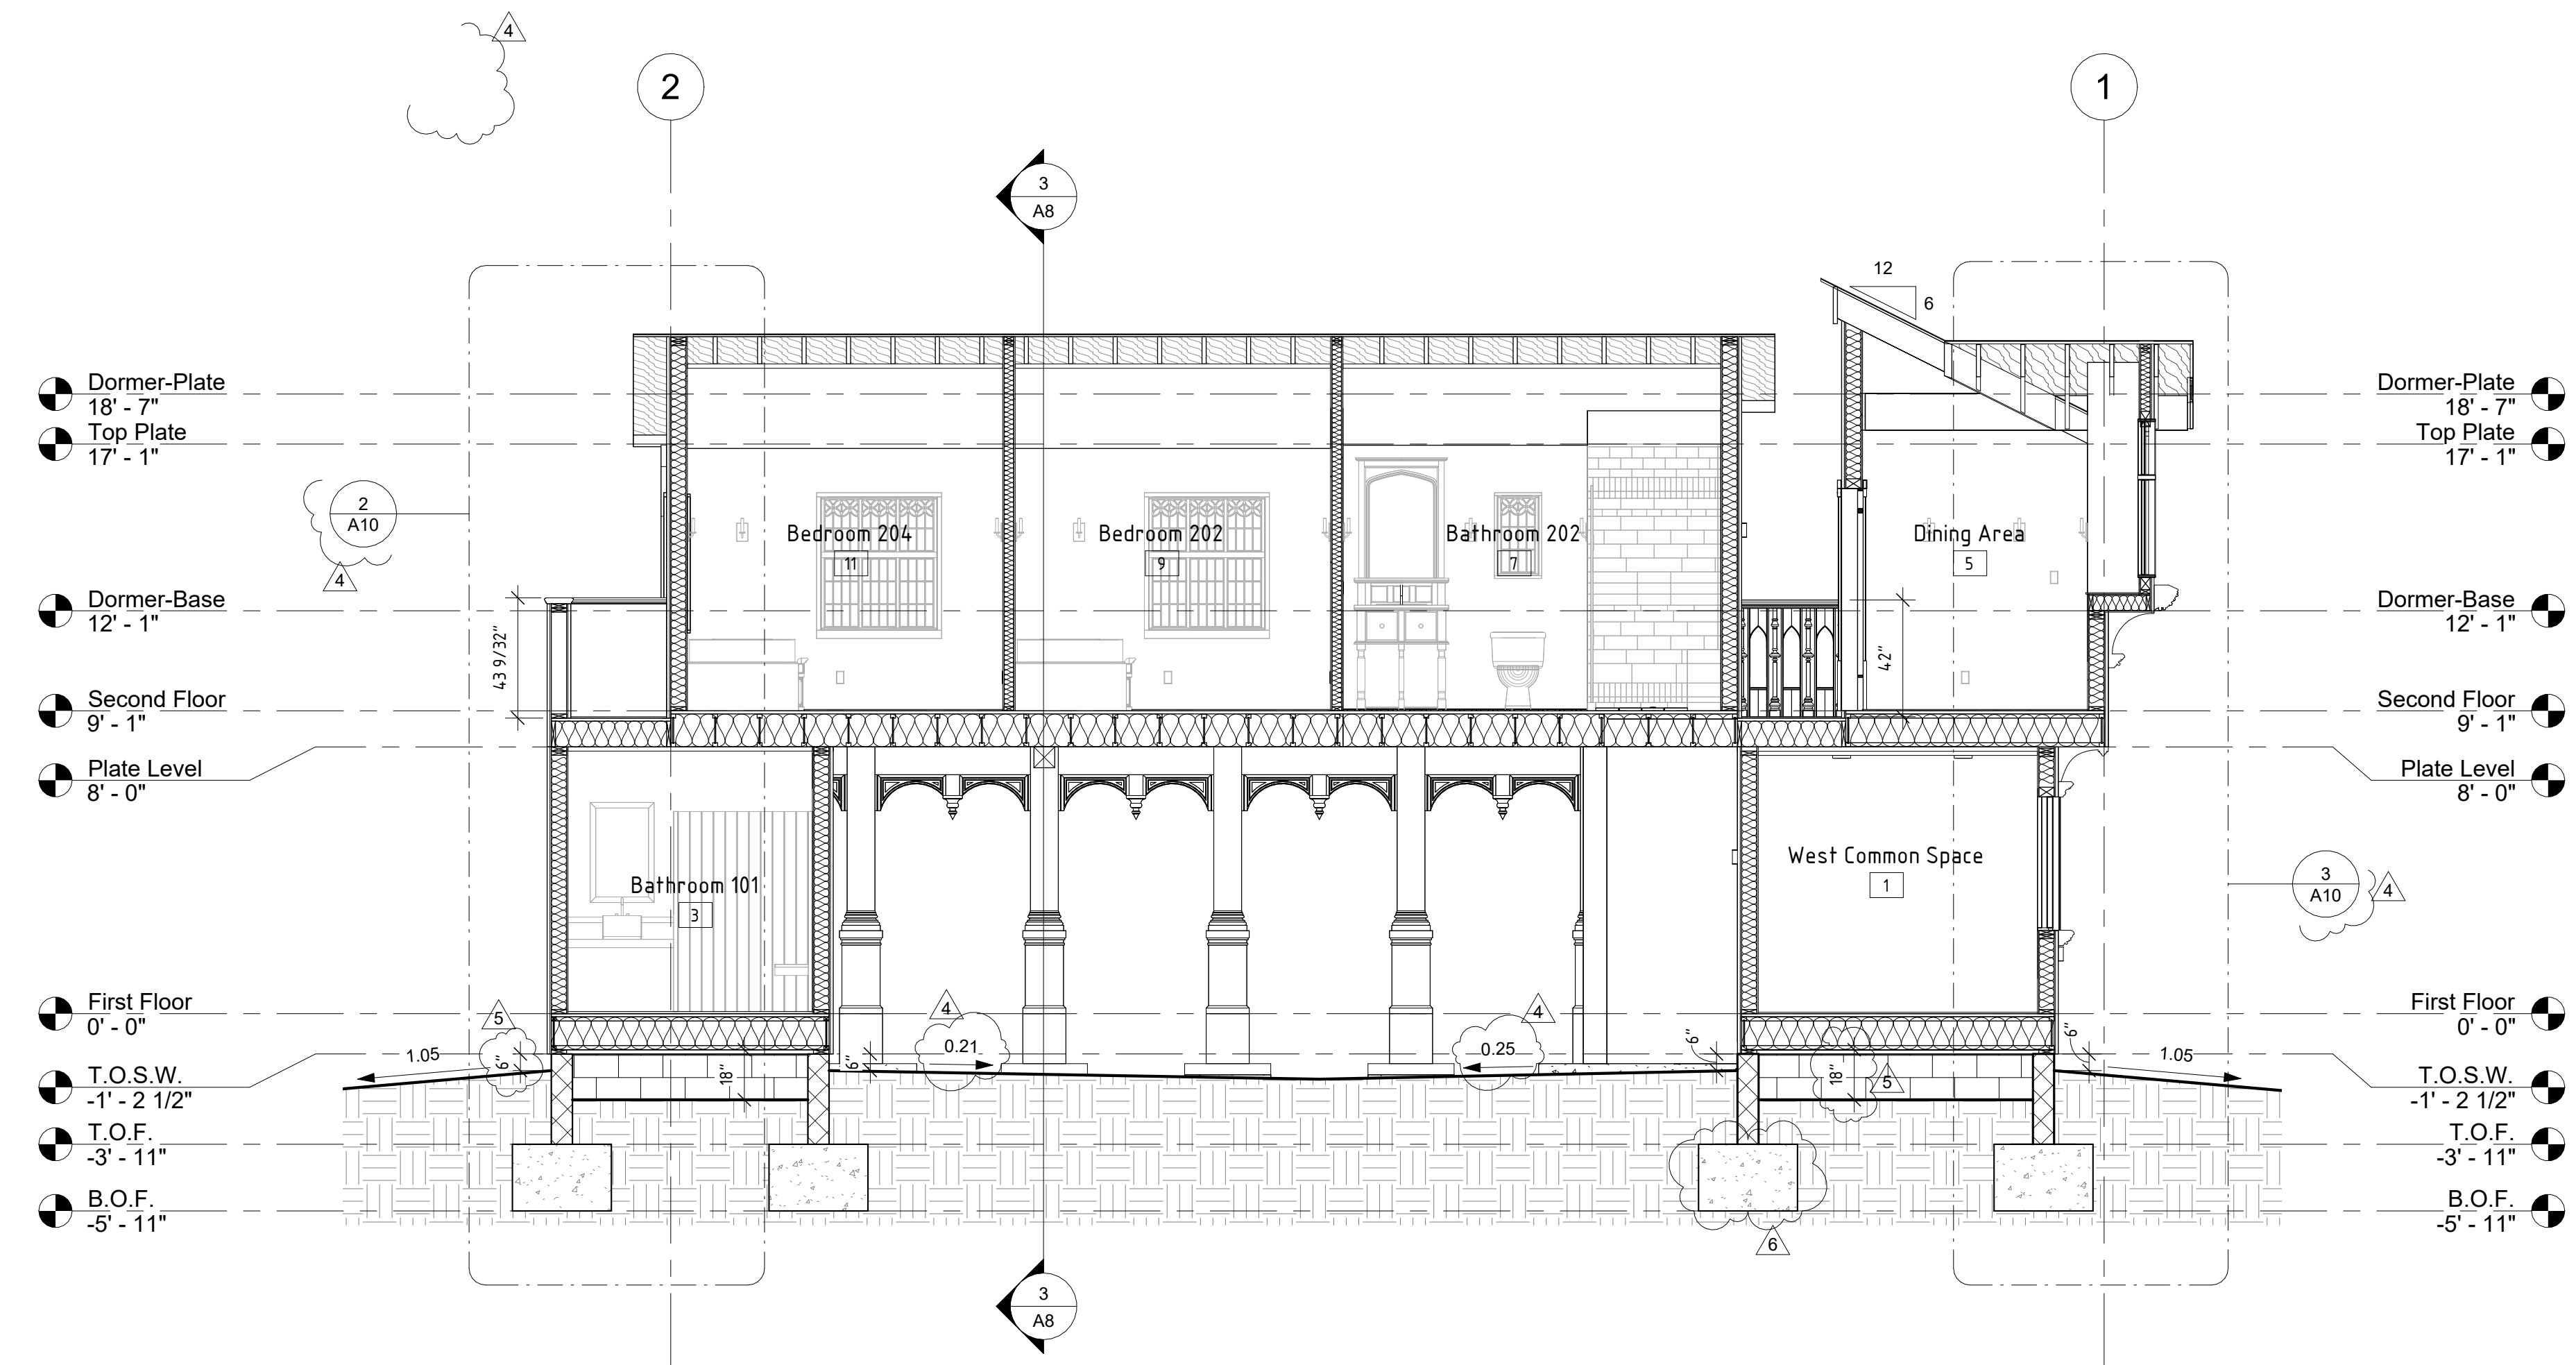 4
2
1
3
A8
12
6
Dormer-Plate
18' - 7"
Top Plate
17' - 1"
Dormer-Plate
18' - 7"
Top Plate
17' - 1"
2
A10
4
Bedroom 204
11
Bedroom 202
9
Bathroom 202
7
Dining Area
5
Dormer-Base
12' - 1"
43 9/32"
42"
Dormer-Base
12' - 1"
Second Floor
9' - 1"
Second Floor
9' - 1"
Plate Level
8' - 0"
Plate Level
8' - 0"
Bathroom 101
3
West Common Space
1
3
A10
4
First Floor
0' - 0"
5
4
4
First Floor
0' - 0"
1.05
6"
18"
6"
0.21
0.25
6"
18"
5
6"
1.05
T.O.S.W.
-1' - 2 1/2"
T.O.S.W.
-1' - 2 1/2"
T.O.F.
-3' - 11"
T.O.F.
-3' - 11"
B.O.F.
-5' - 11"
B.O.F.
-5' - 11"
6
3
A8